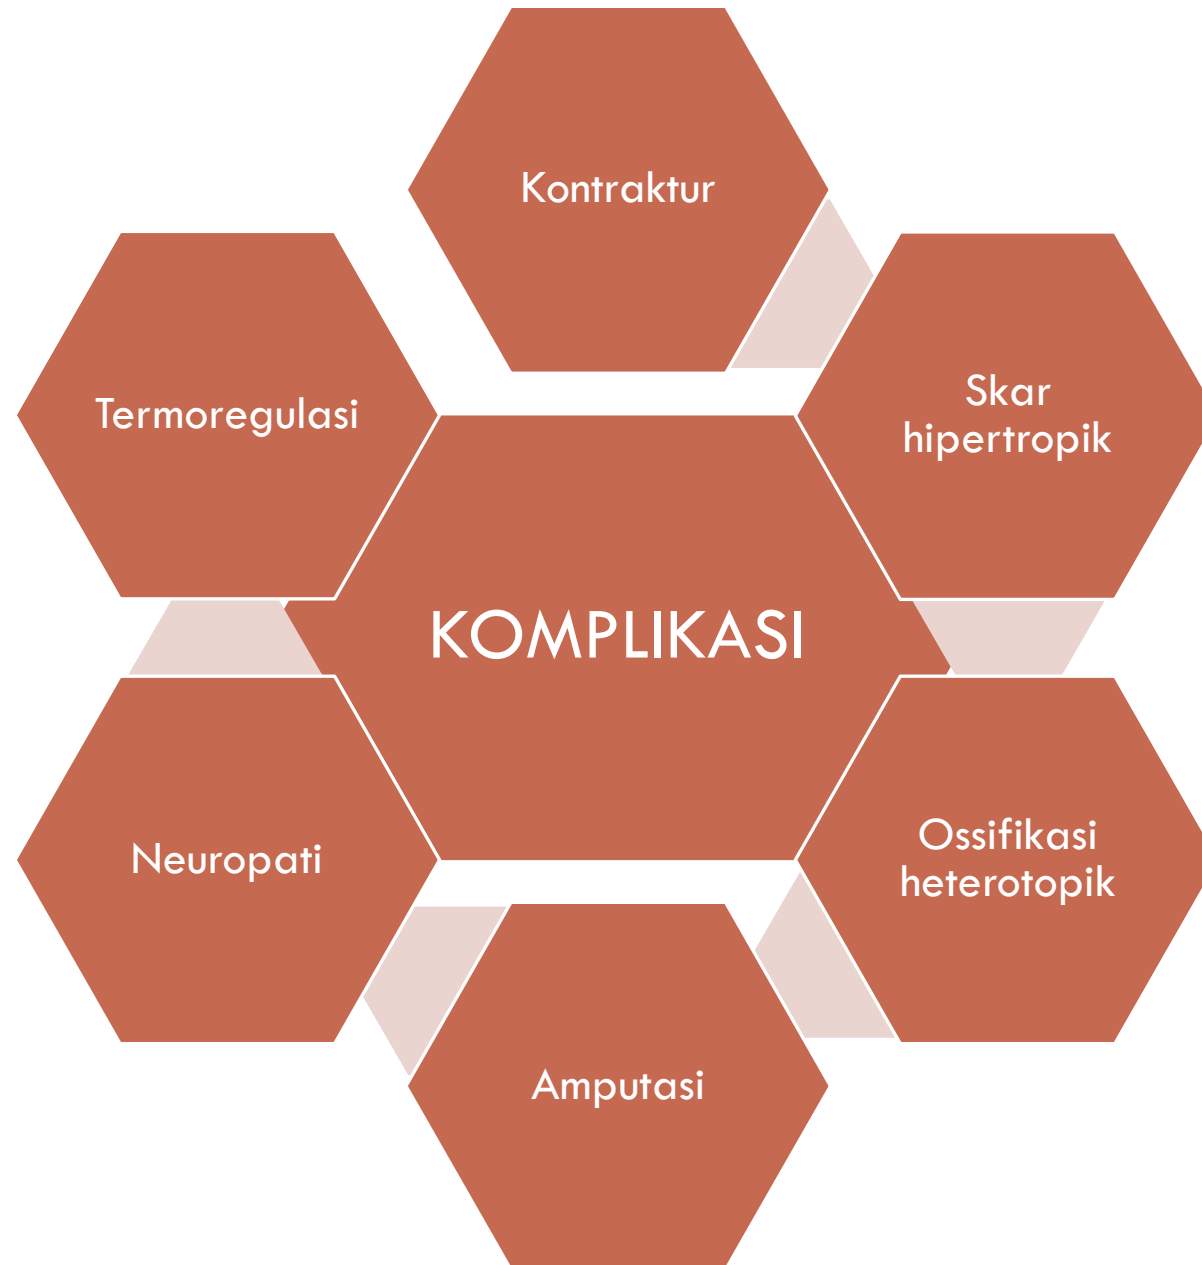 Kontraktur
Skar
hipertropik
Termoregulasi
KOMPLIKASI
Ossifikasi
heterotopik
Neuropati
Amputasi